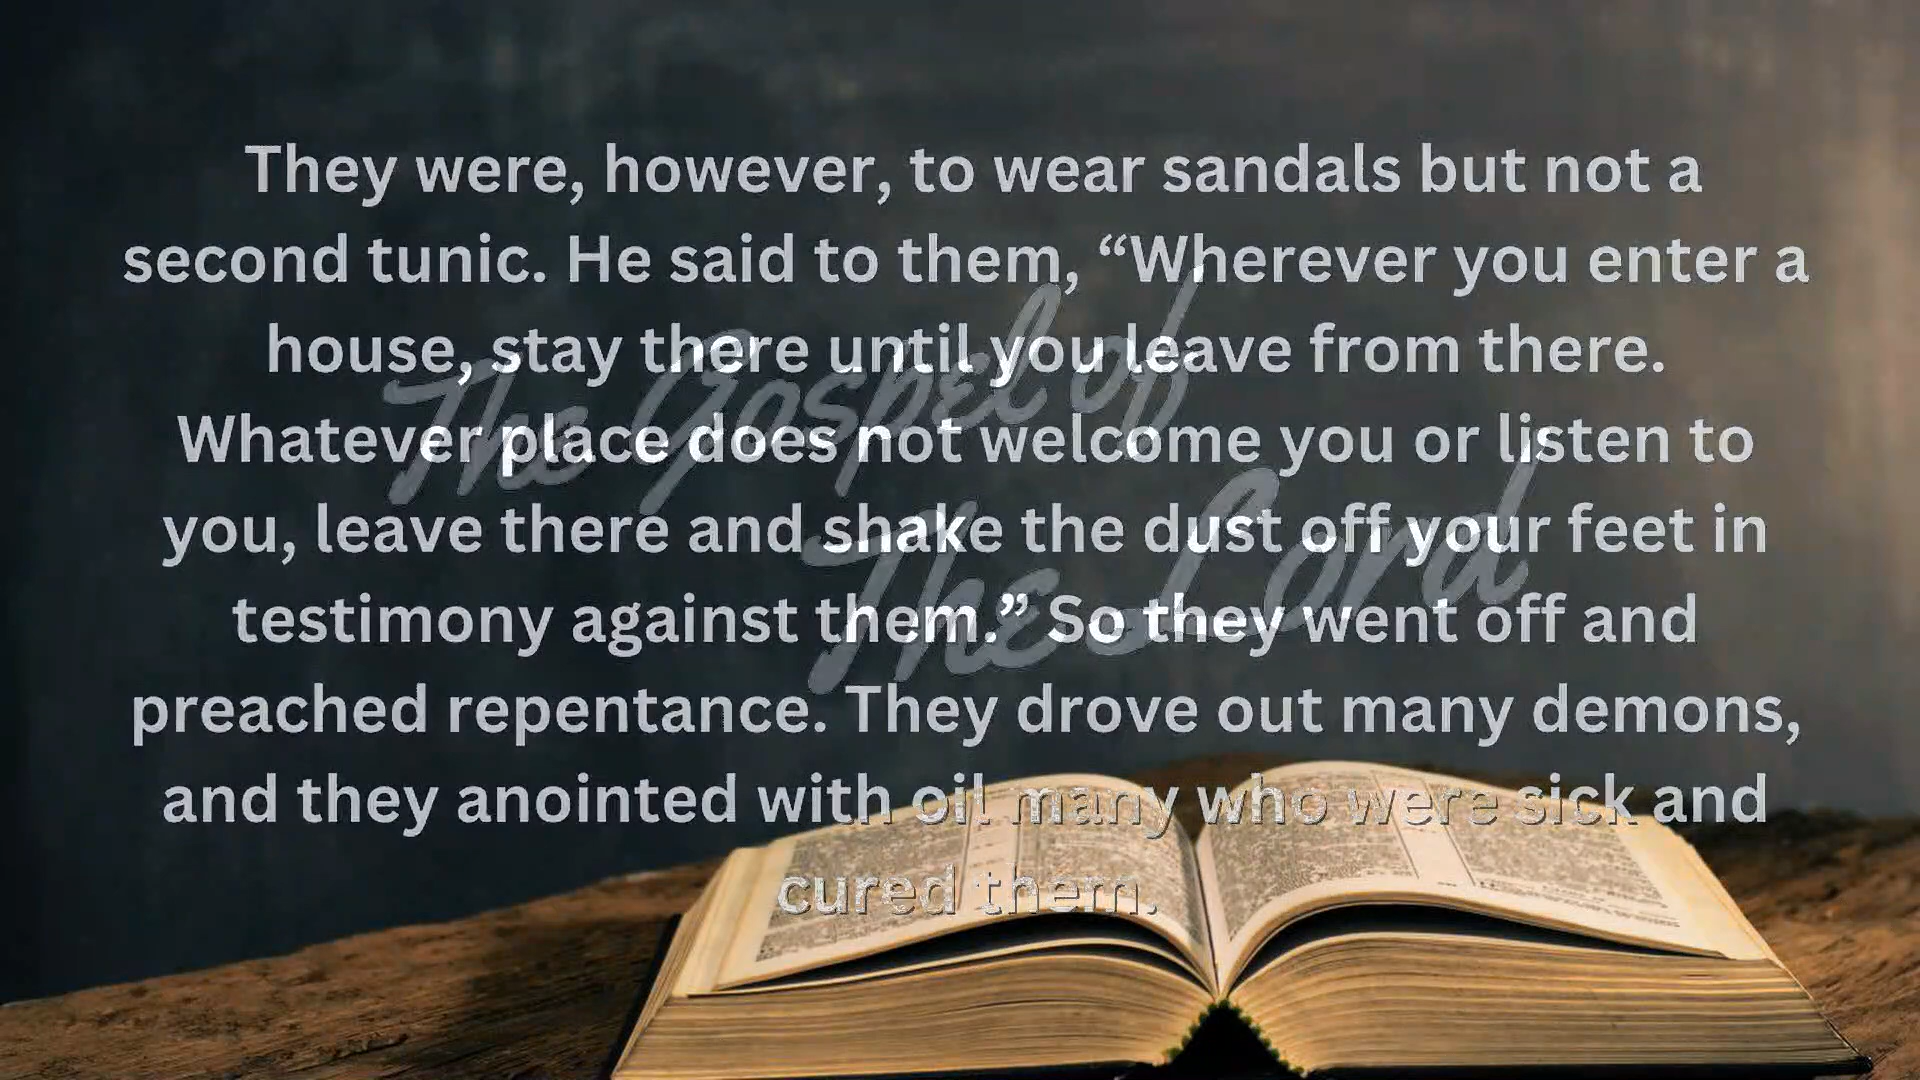 They were, however, to wear sandals but not a
second tunic. He said to them, “Wherever you enter a
house, stay there until you leave from there.
Whatever place does not welcome you or listen to
you, leave there and shake the dust off your feet in
testimony against them.” So they went off and
preached repentance. They drove out many demons,
and they anointed with oil many who were sick and
cured them.
The Gospel of
The Lord